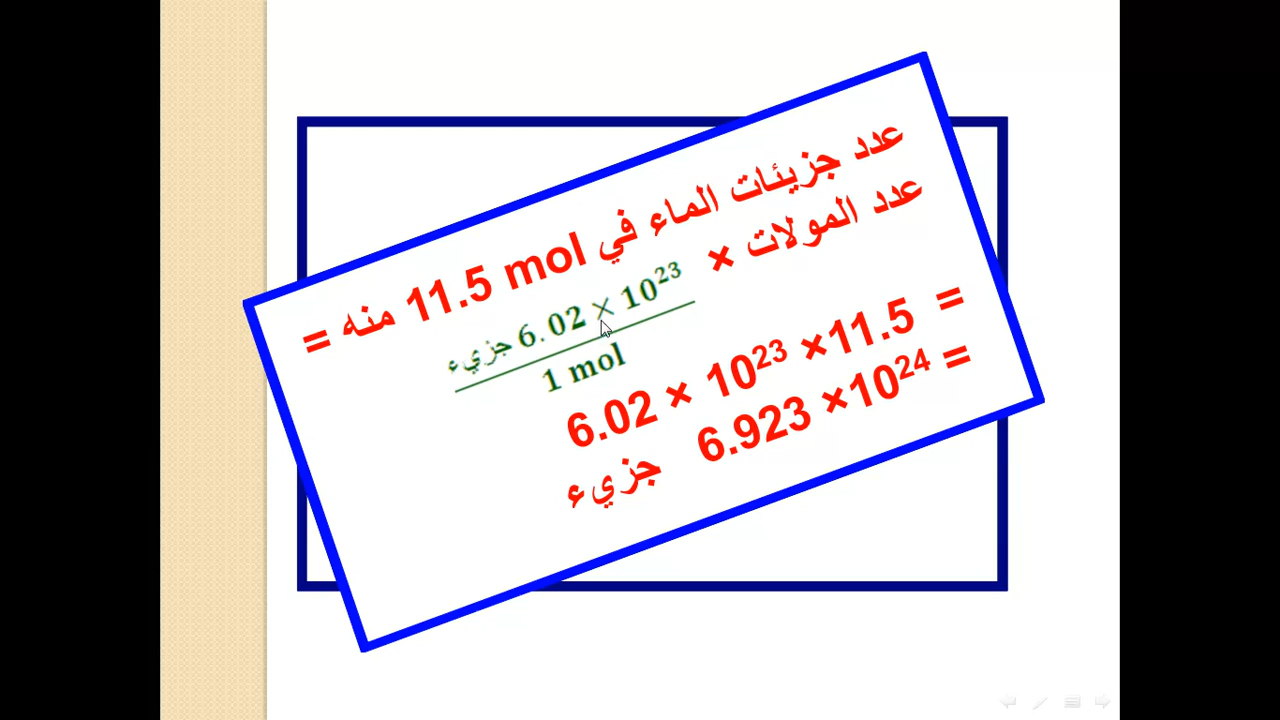 عدد جزيئات الماء في 11.5 mol منه =
عدد المولات × 6.02 × 10²³ جزيء / 1 mol
= 11.5× 10²³ × 6.02
= 10²⁴× 6.923 جزيء